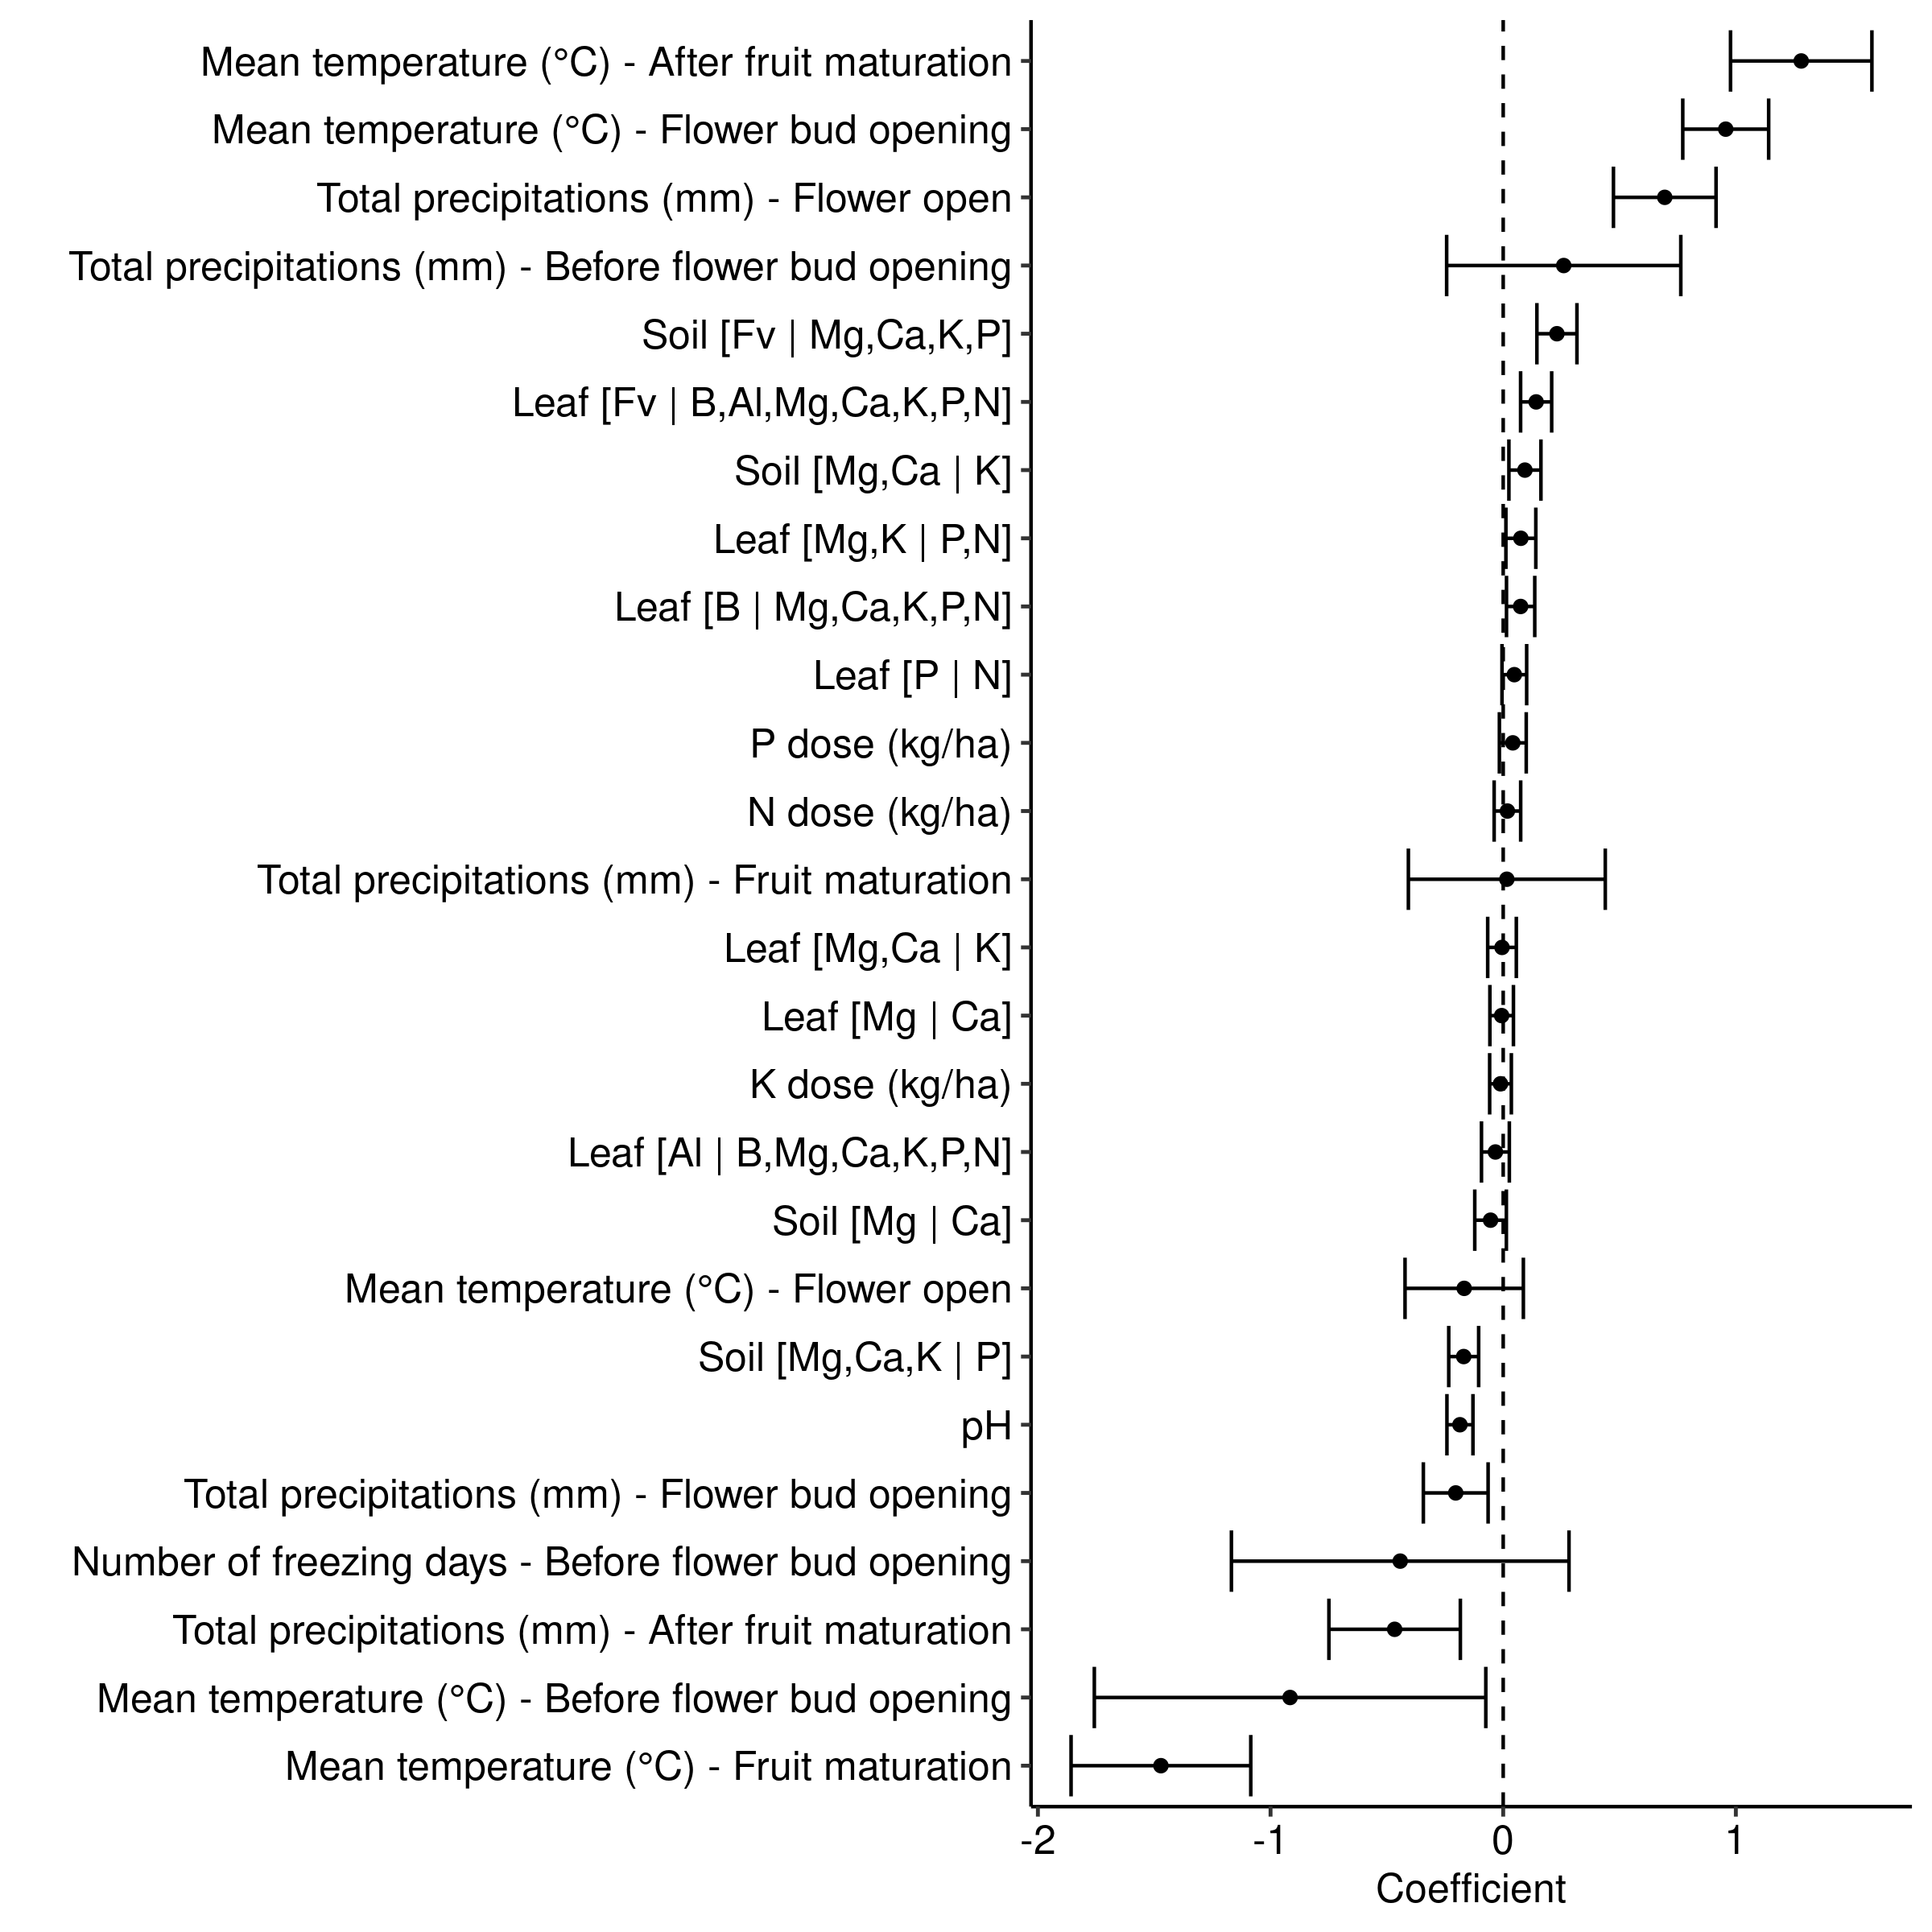 Mean temperature (°C) - After fruit maturation
Mean temperature (°C) - Flower bud opening
Total precipitations (mm) - Flower open
Total precipitations (mm) - Before flower bud opening
Soil [Fv | Mg,Ca,K,P]
Leaf [Fv | B,Al,Mg,Ca,K,P,N]
Soil [Mg,Ca | K]
Leaf [Mg,K | P,N]
Leaf [B | Mg,Ca,K,P,N]
Leaf [P | N]
P dose (kg/ha)
N dose (kg/ha)
Total precipitations (mm) - Fruit maturation
Leaf [Mg,Ca | K]
Leaf [Mg | Ca]
K dose (kg/ha)
Leaf [Al | B,Mg,Ca,K,P,N]
Soil [Mg | Ca]
Mean temperature (°C) - Flower open
Soil [Mg,Ca,K | P]
pH
Total precipitations (mm) - Flower bud opening
Number of freezing days - Before flower bud opening
Total precipitations (mm) - After fruit maturation
Mean temperature (°C) - Before flower bud opening
Mean temperature (°C) - Fruit maturation
-2 -1 0 1
Coefficient